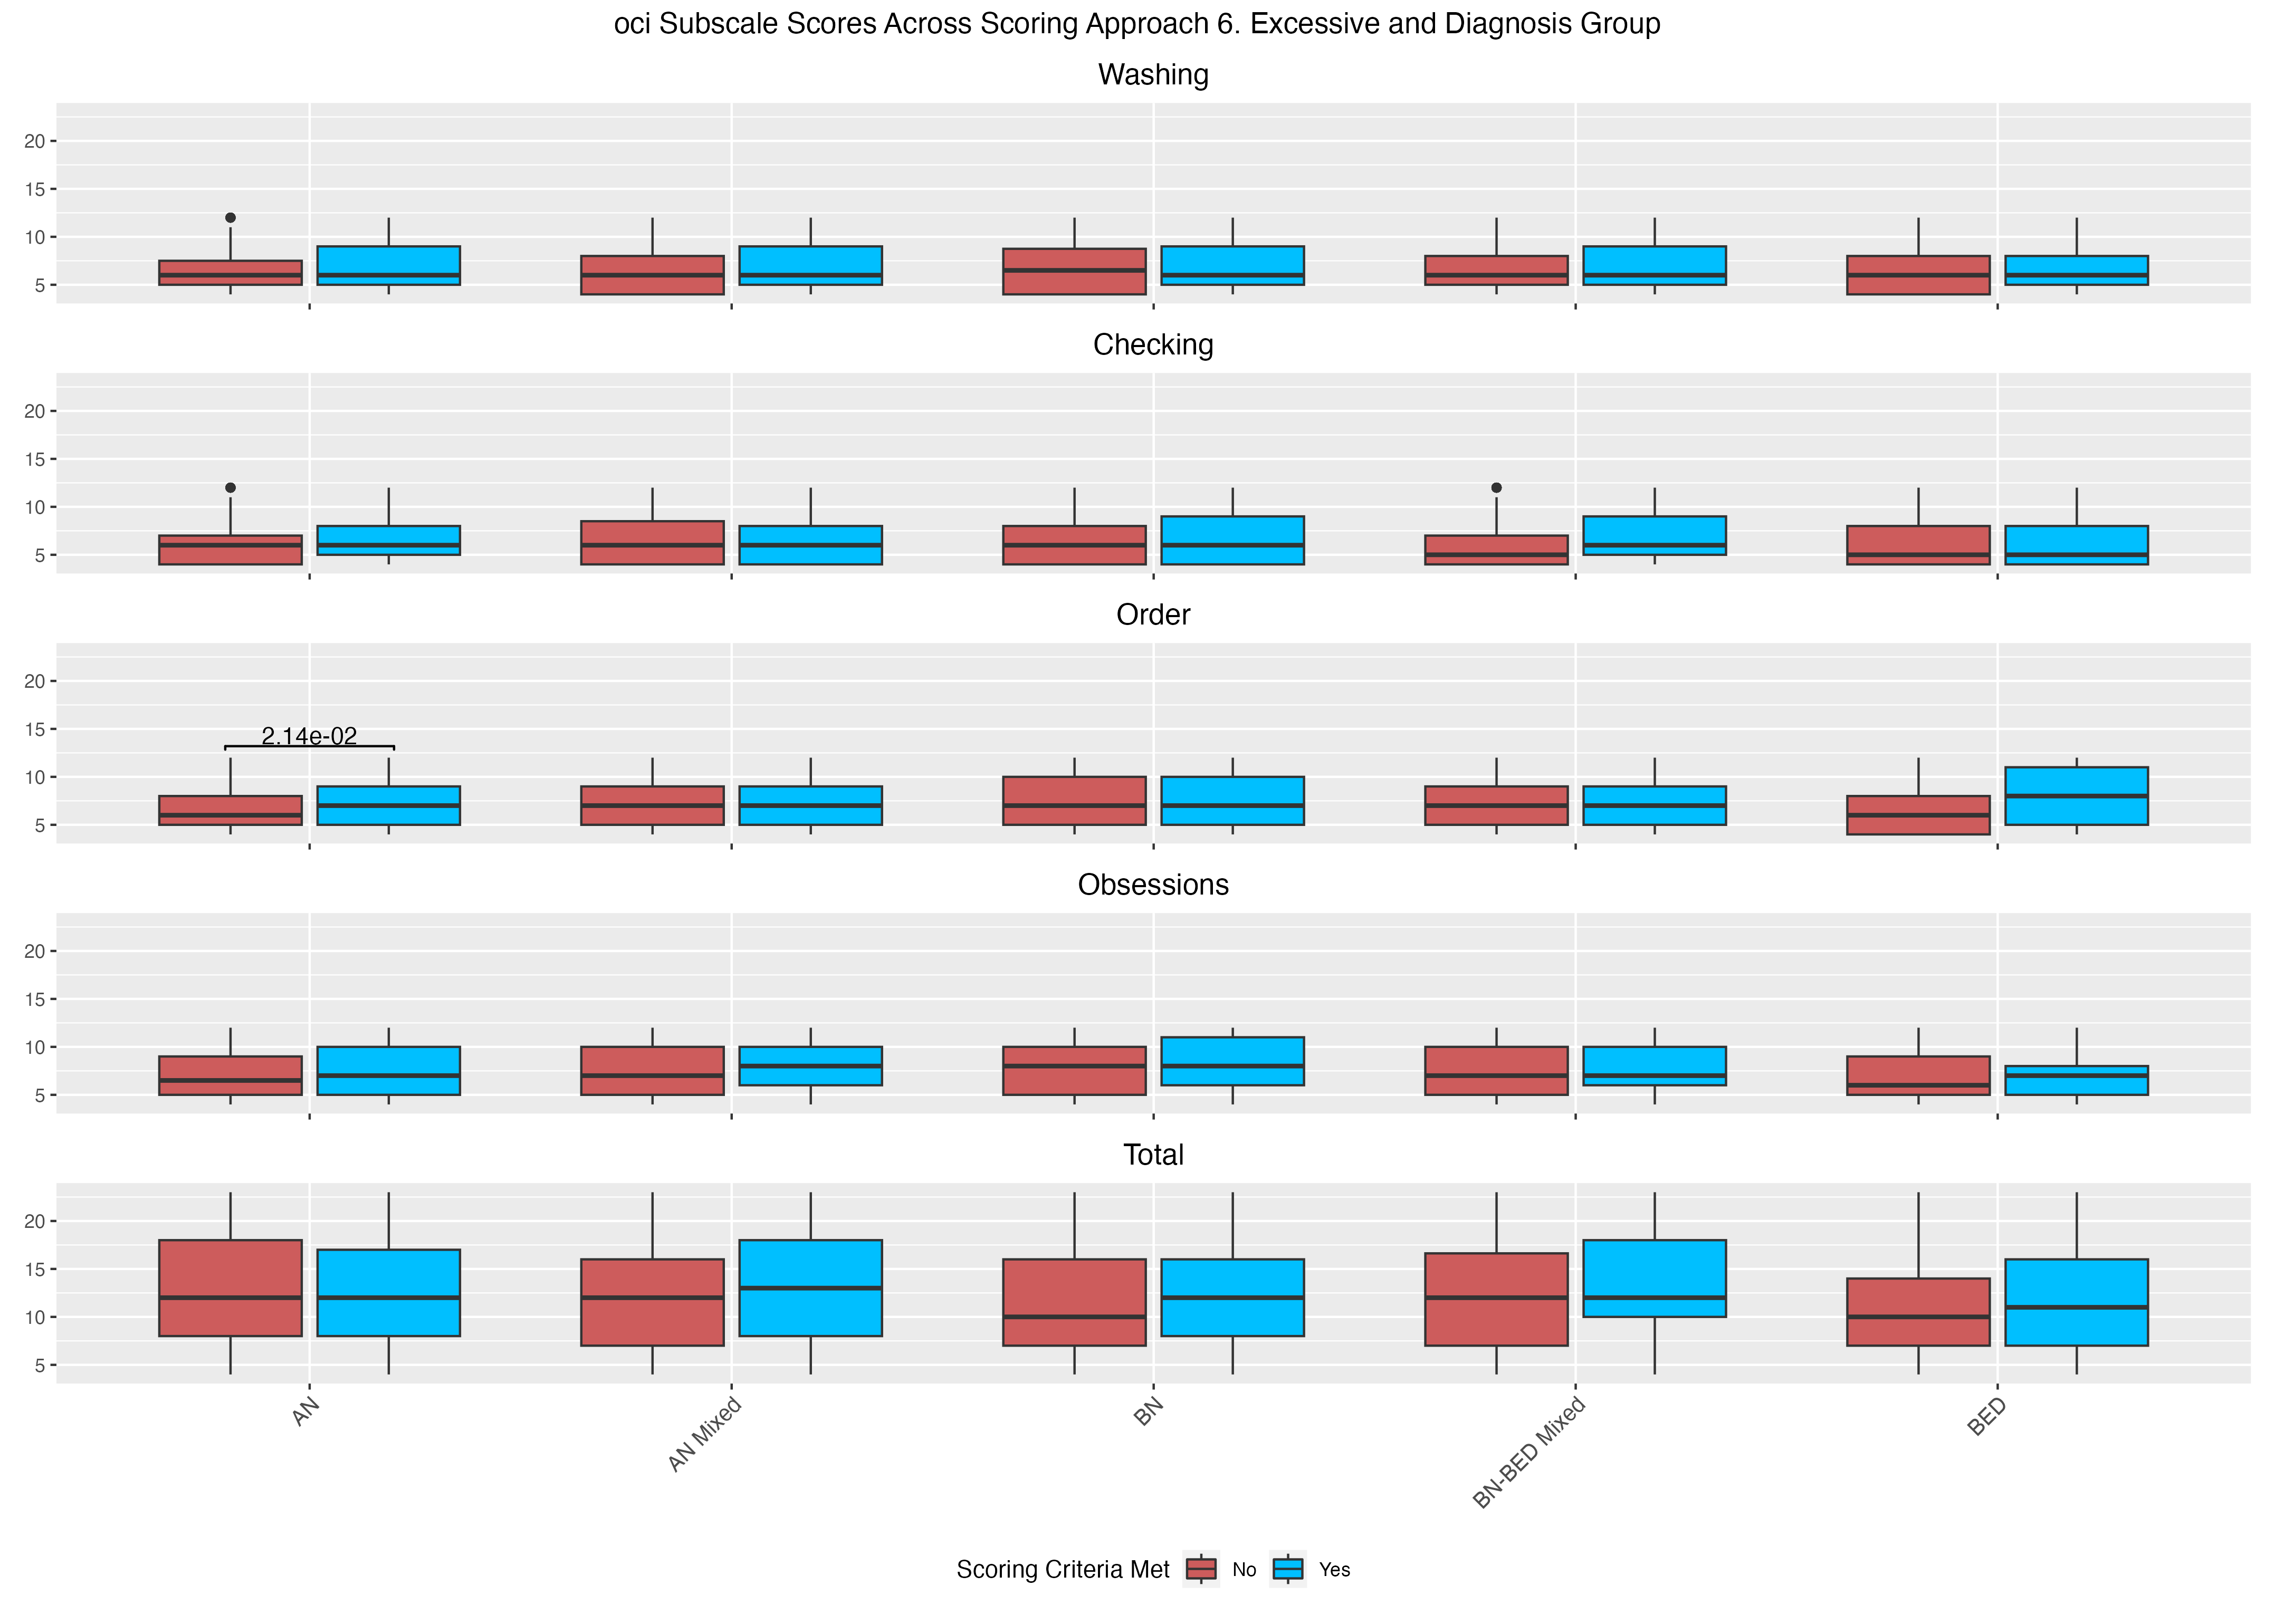 oci Subscale Scores Across Scoring Approach 6. Excessive and Diagnosis Group
Washing
20
15
10
5
Checking
20
15
10
5
Order
20
15
10
5
2.14e-02
Obsessions
20
15
10
5
Total
20
15
10
5
AN
AN Mixed
BN
BN-BED Mixed
BED
Scoring Criteria Met No Yes